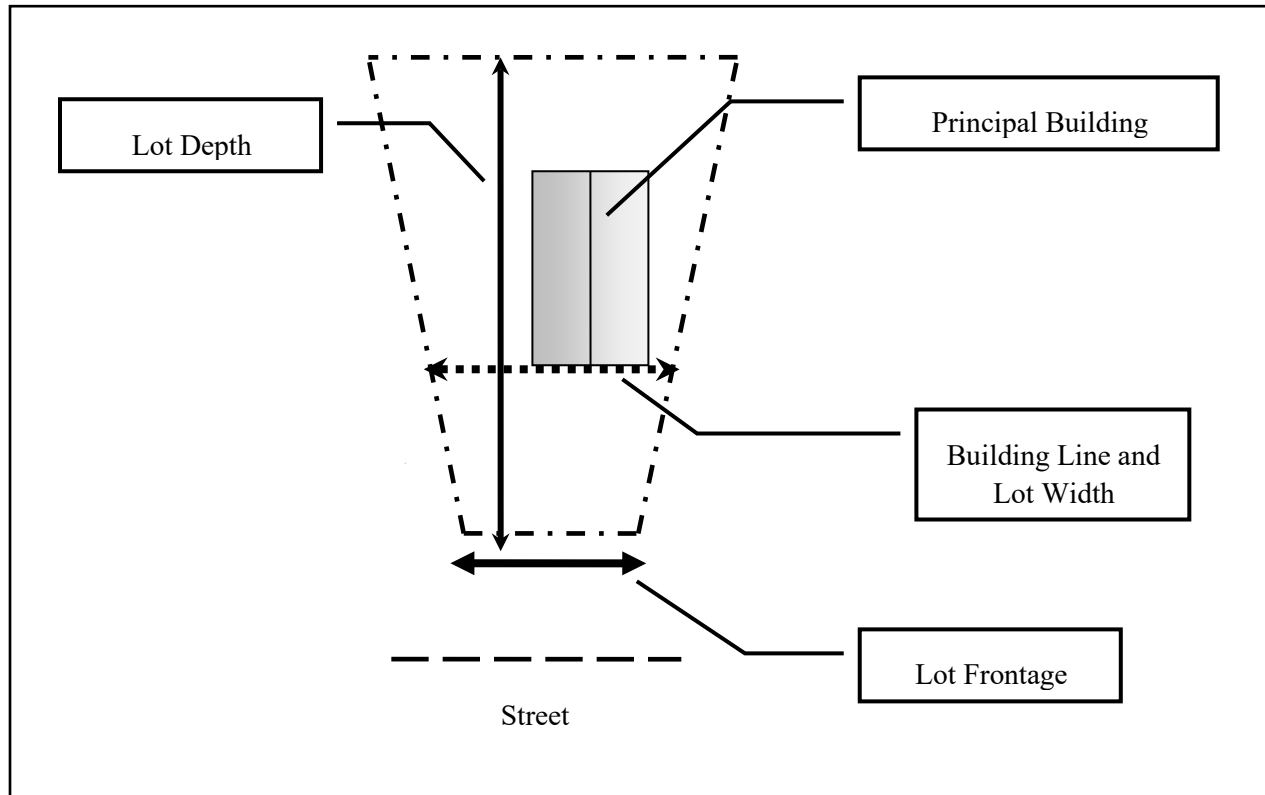 Lot Depth
Principal Building
Building Line and
Lot Width
Lot Frontage
Street